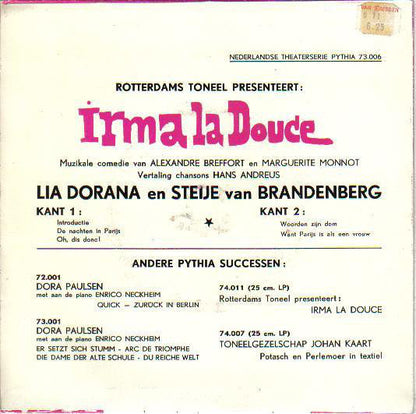 VAN LEEUWEN
6.25
NEDERLANDSE THEATERSERIE PYTHIA 73.006
ROTTERDAMS TONEEL PRESENTEERT:
irma la Douce
Muzikale comedie van ALEXANDRE BREFFORT en MARGUERITE MONNOT
Vertaling chansons HANS ANDREUS
LIA DORANA en STEIJE van BRANDENBERG
KANT 1:
Introductie
De nachten in Parijs
Oh, dis donc!
*
KANT 2:
Woorden zijn dom
Want Parijs is als een vrouw
ANDERE PYTHIA SUCCESSEN:
72.001
DORA PAULSEN
met aan de piano ENRICO NECKHEIM
QUICK — ZUROCK IN BERLIN
73.001
DORA PAULSEN
met aan de piano ENRICO NECKHEIM
ER SETZT SICH STUMM - ARC DE TRIOMPHE
DIE DAME DER ALTE SCHULE - DU REICHE WELT
74.011 (25 cm. LP)
Rotterdams Toneel presenteert:
IRMA LA DOUCE
74.007 (25 cm. LP)
TONEELGEZELSCHAP JOHAN KAART
Potasch en Perlemoer in textiel